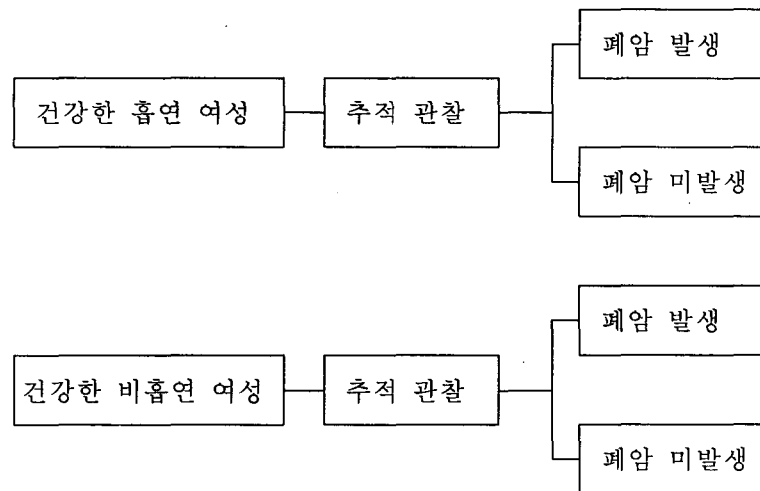 폐암 발생
건강한 흡연 여성
추적 관찰
폐암 미발생
폐암 발생
건강한 비흡연 여성
추적 관찰
폐암 미발생